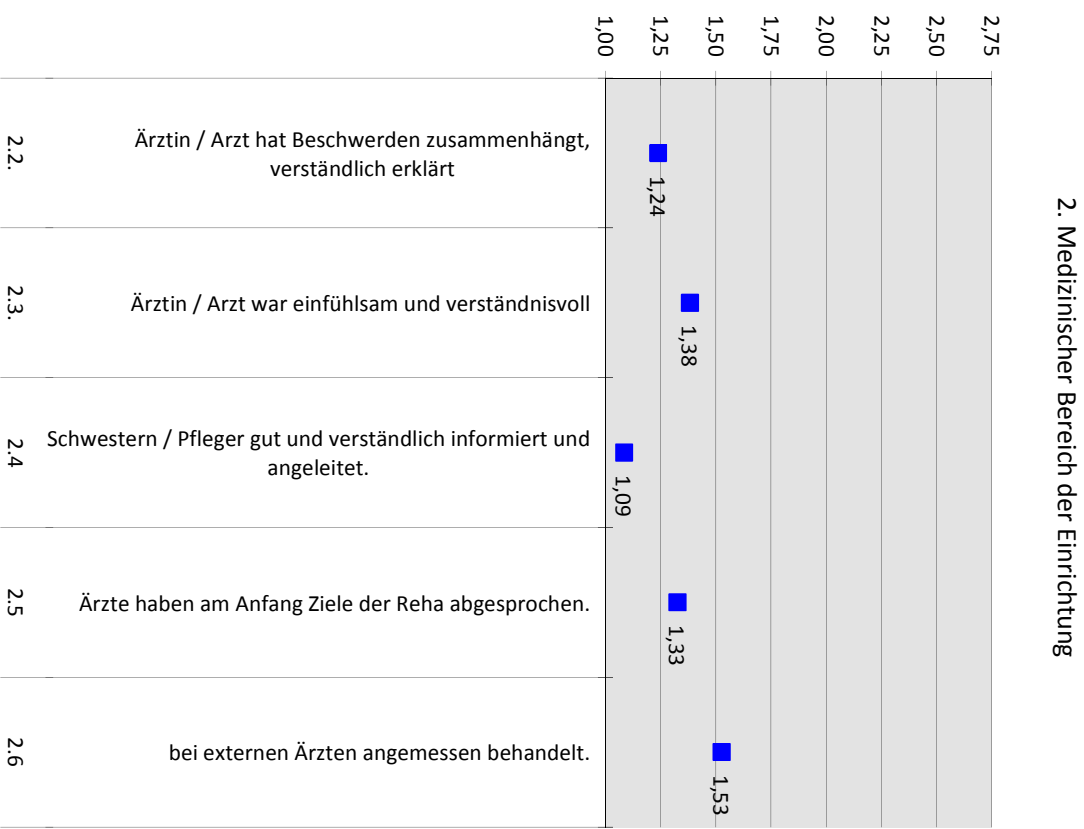 2. Medizinischer Bereich der Einrichtung
2,75
2,50
2,25
2,00
1,75
1,50
1,25
1,00
1,24
1,38
1,09
1,33
1,53
Ärztin / Arzt hat Beschwerden zusammenhängt,
verständlich erklärt
Ärztin / Arzt war einfühlsam und verständnisvoll
Schwestern / Pfleger gut und verständlich informiert und
angeleitet.
Ärzte haben am Anfang Ziele der Reha abgesprochen.
bei externen Ärzten angemessen behandelt.
2.2.
2.3.
2.4
2.5
2.6